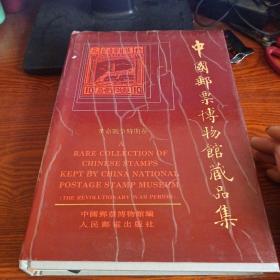 中國郵票博物館藏品集
革命戰爭時期卷
A
RARE COLLECTION OF
CHINESE STAMPS
KEPT BY CHINA NATIONAL
POSTAGE STAMP MUSEUM
(THE REVOLUTIONARY WAR PERIOD)
中國郵票博物館編
人民郵電出版社